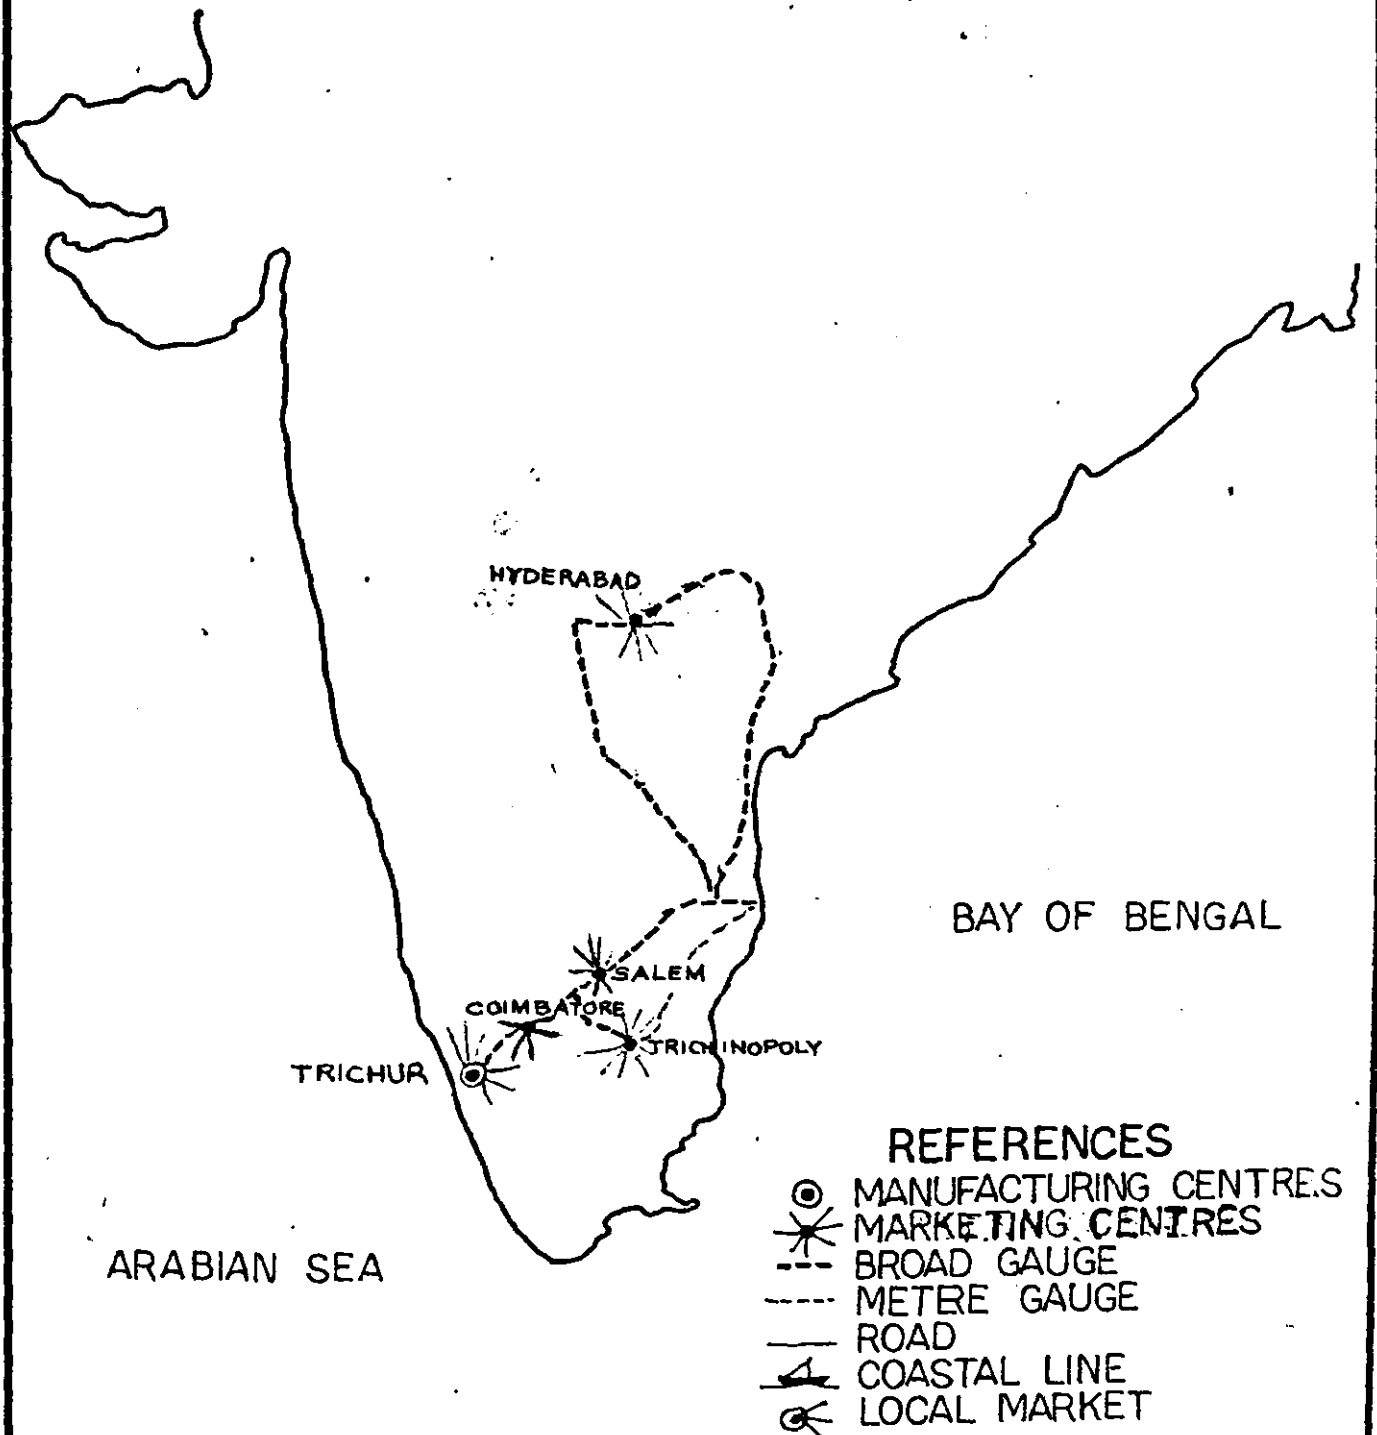 HYDERABAD
BAY OF BENGAL
SALEM
COIMBATORE
TRICHINOPOLY
TRICHUR
REFERENCES
MANUFACTURING CENTRES
MARKETING CENTRES
BROAD GAUGE
METRE GAUGE
ROAD
COASTAL LINE
LOCAL MARKET
ARABIAN SEA